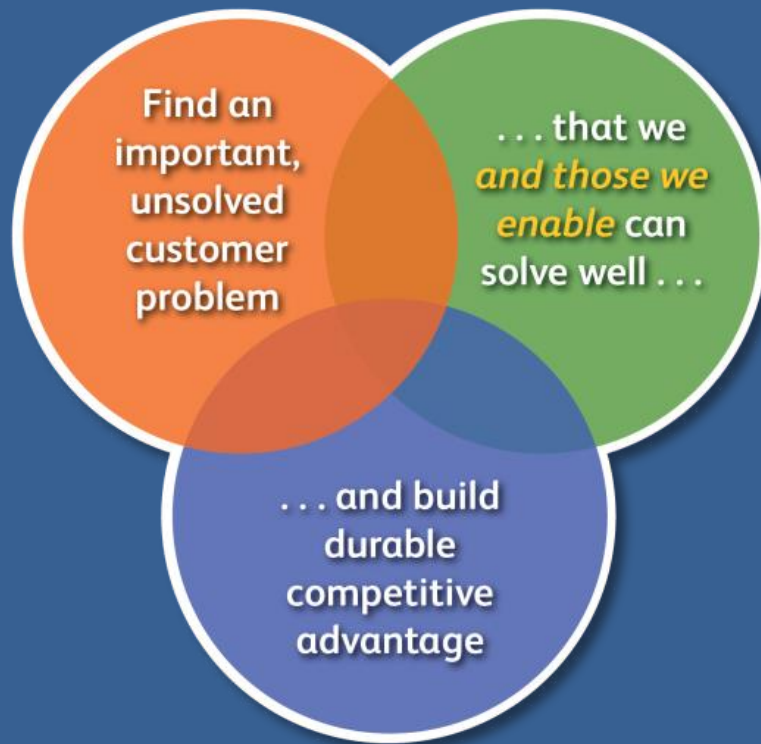 Find an
important,
unsolved
customer
problem
. . . that we
and those we
enable can
solve well . . .
. . . and build
durable
competitive
advantage